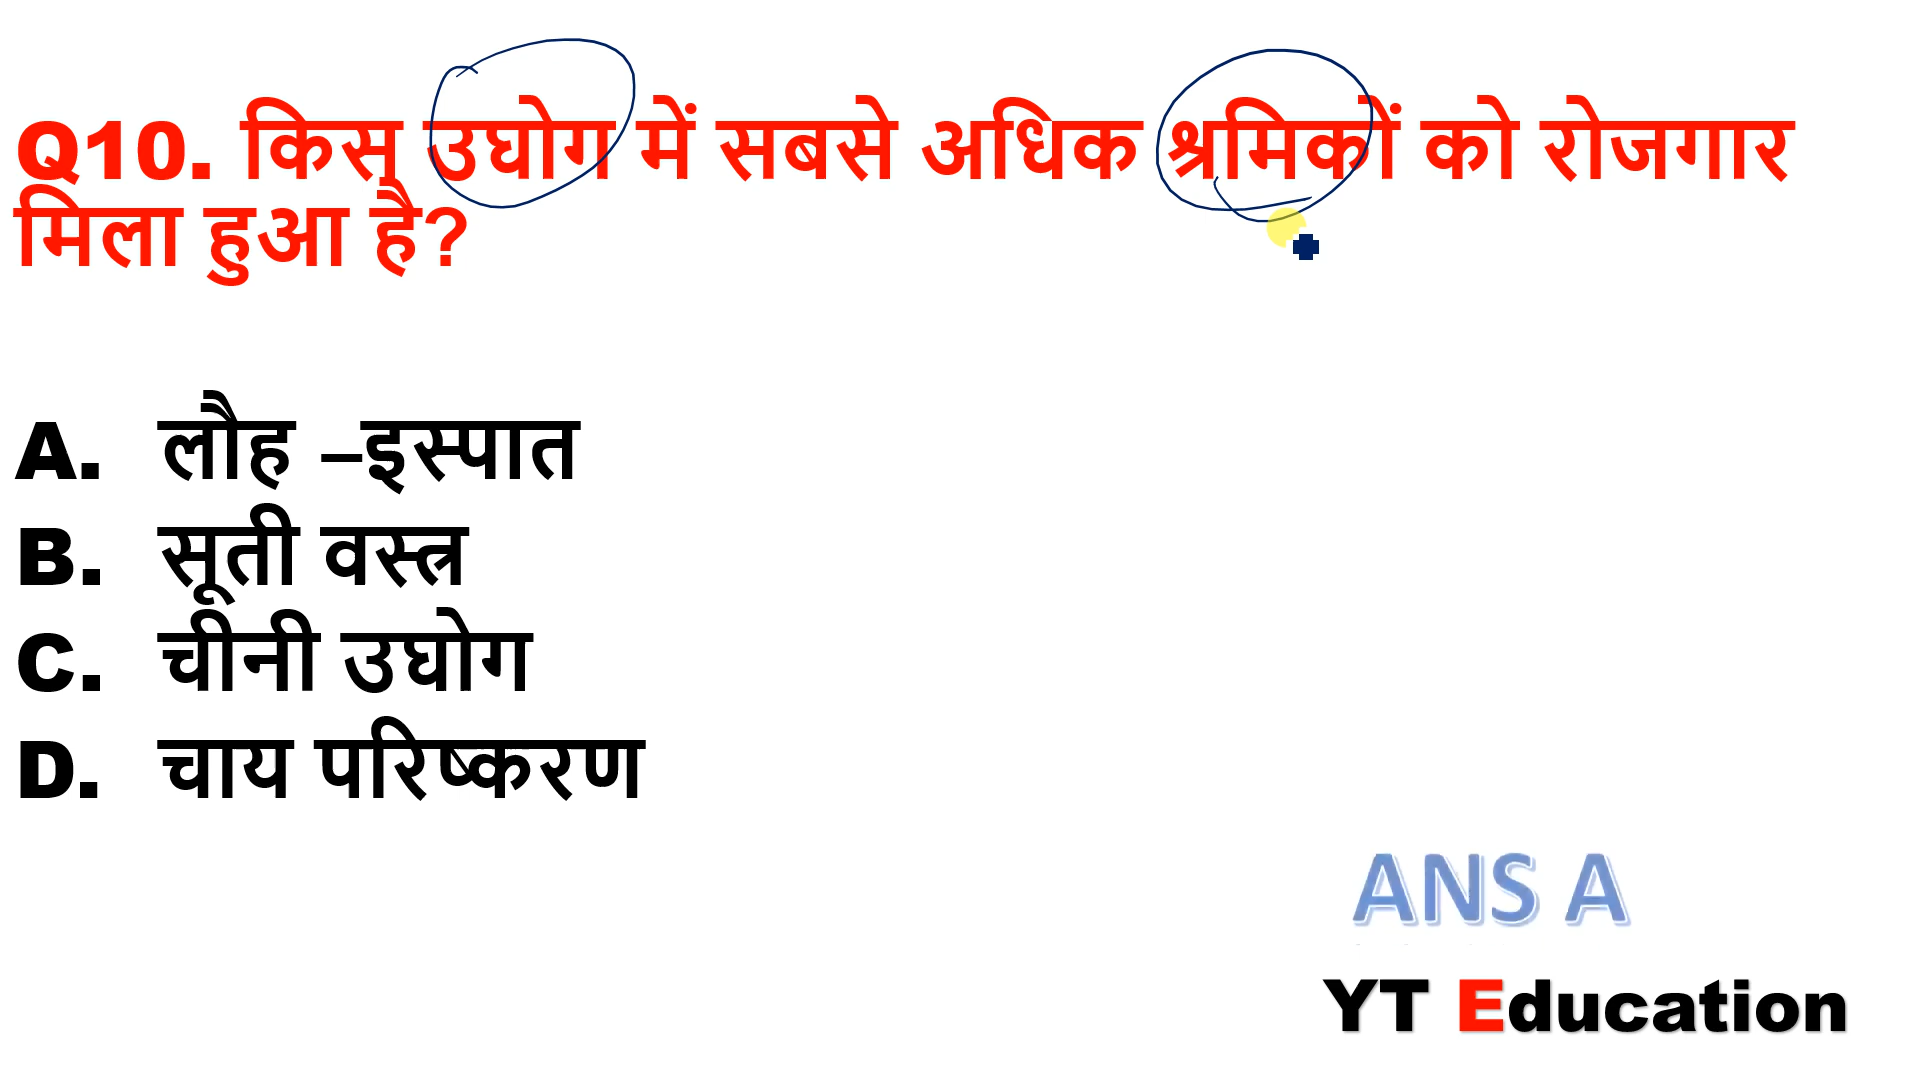 Q10. किस उघोग में सबसे अधिक श्रमिकों को रोजगार
मिला हुआ है?
A. लौह –इस्पात
B. सूती वस्त्र
C. चीनी उघोग
D. चाय परिष्करण
ANS A
YT Education